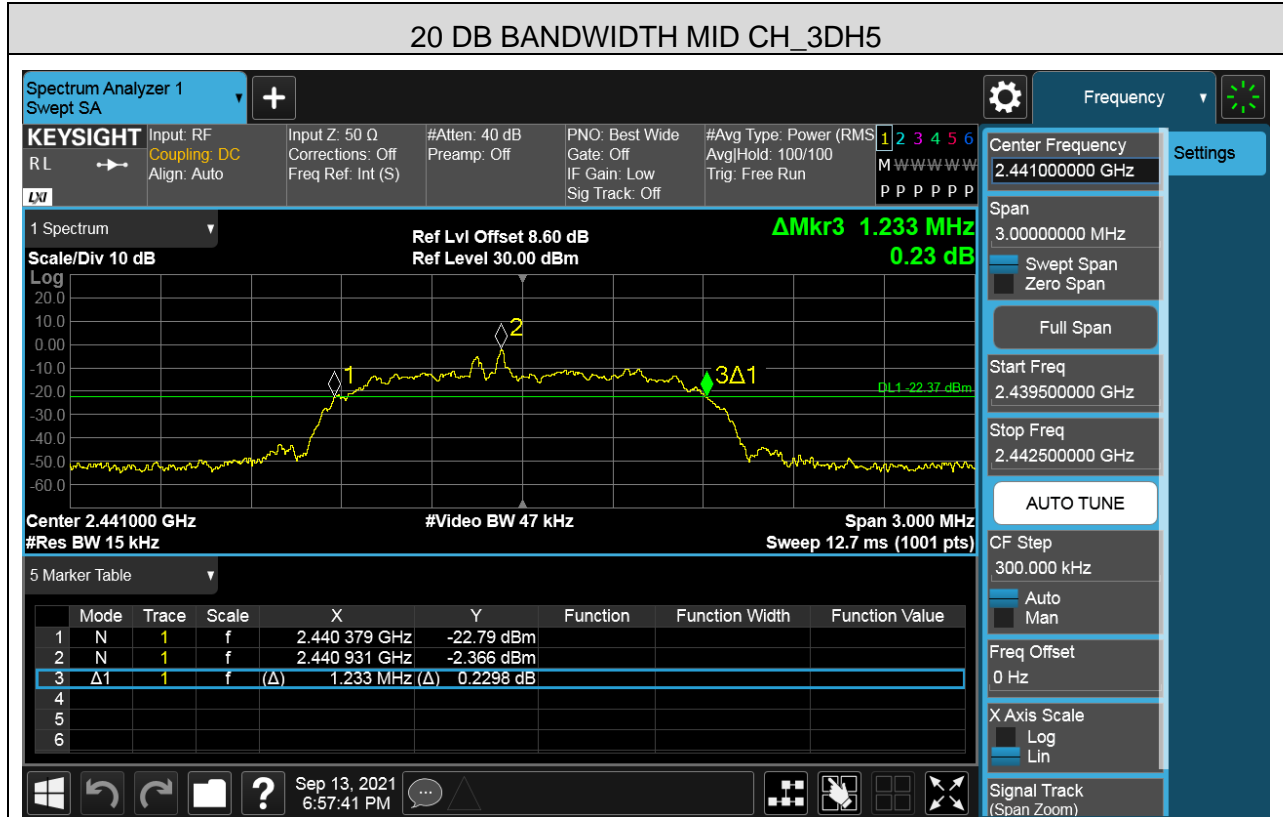 20 DB BANDWIDTH MID CH_3DH5
Spectrum Analyzer 1
Swept SA
Frequency
KEYSIGHT
RL
LXI
Input: RF
Coupling: DC
Align: Auto
Input Z: 50 Ω
Corrections: Off
Freq Ref: Int (S)
#Atten: 40 dB
Preamp: Off
PNO: Best Wide
Gate: Off
IF Gain: Low
Sig Track: Off
#Avg Type: Power (RMS
Avg|Hold: 100/100
Trig: Free Run
1 2 3 4 5 6
M W W W W W
P P P P P P
1 Spectrum
Scale/Div 10 dB
Ref Lvl Offset 8.60 dB
Ref Level 30.00 dBm
ΔMkr3 1.233 MHz
0.23 dB
Log
20.0
10.0
0.00
-10.0
-20.0
-30.0
-40.0
-50.0
-60.0
1
2
3Δ1
DL1 -22.37 dBm
Center 2.441000 GHz
#Video BW 47 kHz
Span 3.000 MHz
#Res BW 15 kHz
Sweep 12.7 ms (1001 pts)
5 Marker Table
Mode Trace Scale X Y Function Function Width Function Value
1 N 1 f 2.440 379 GHz -22.79 dBm
2 N 1 f 2.440 931 GHz -2.366 dBm
3 Δ1 1 f (Δ) 1.233 MHz (Δ) 0.2298 dB
4
5
6
?
Sep 13, 2021
6:57:41 PM
Center Frequency
2.441000000 GHz
Settings
Span
3.00000000 MHz
Swept Span
Zero Span
Full Span
Start Freq
2.439500000 GHz
Stop Freq
2.442500000 GHz
AUTO TUNE
CF Step
300.000 kHz
Auto
Man
Freq Offset
0 Hz
X Axis Scale
Log
Lin
Signal Track
(Span Zoom)